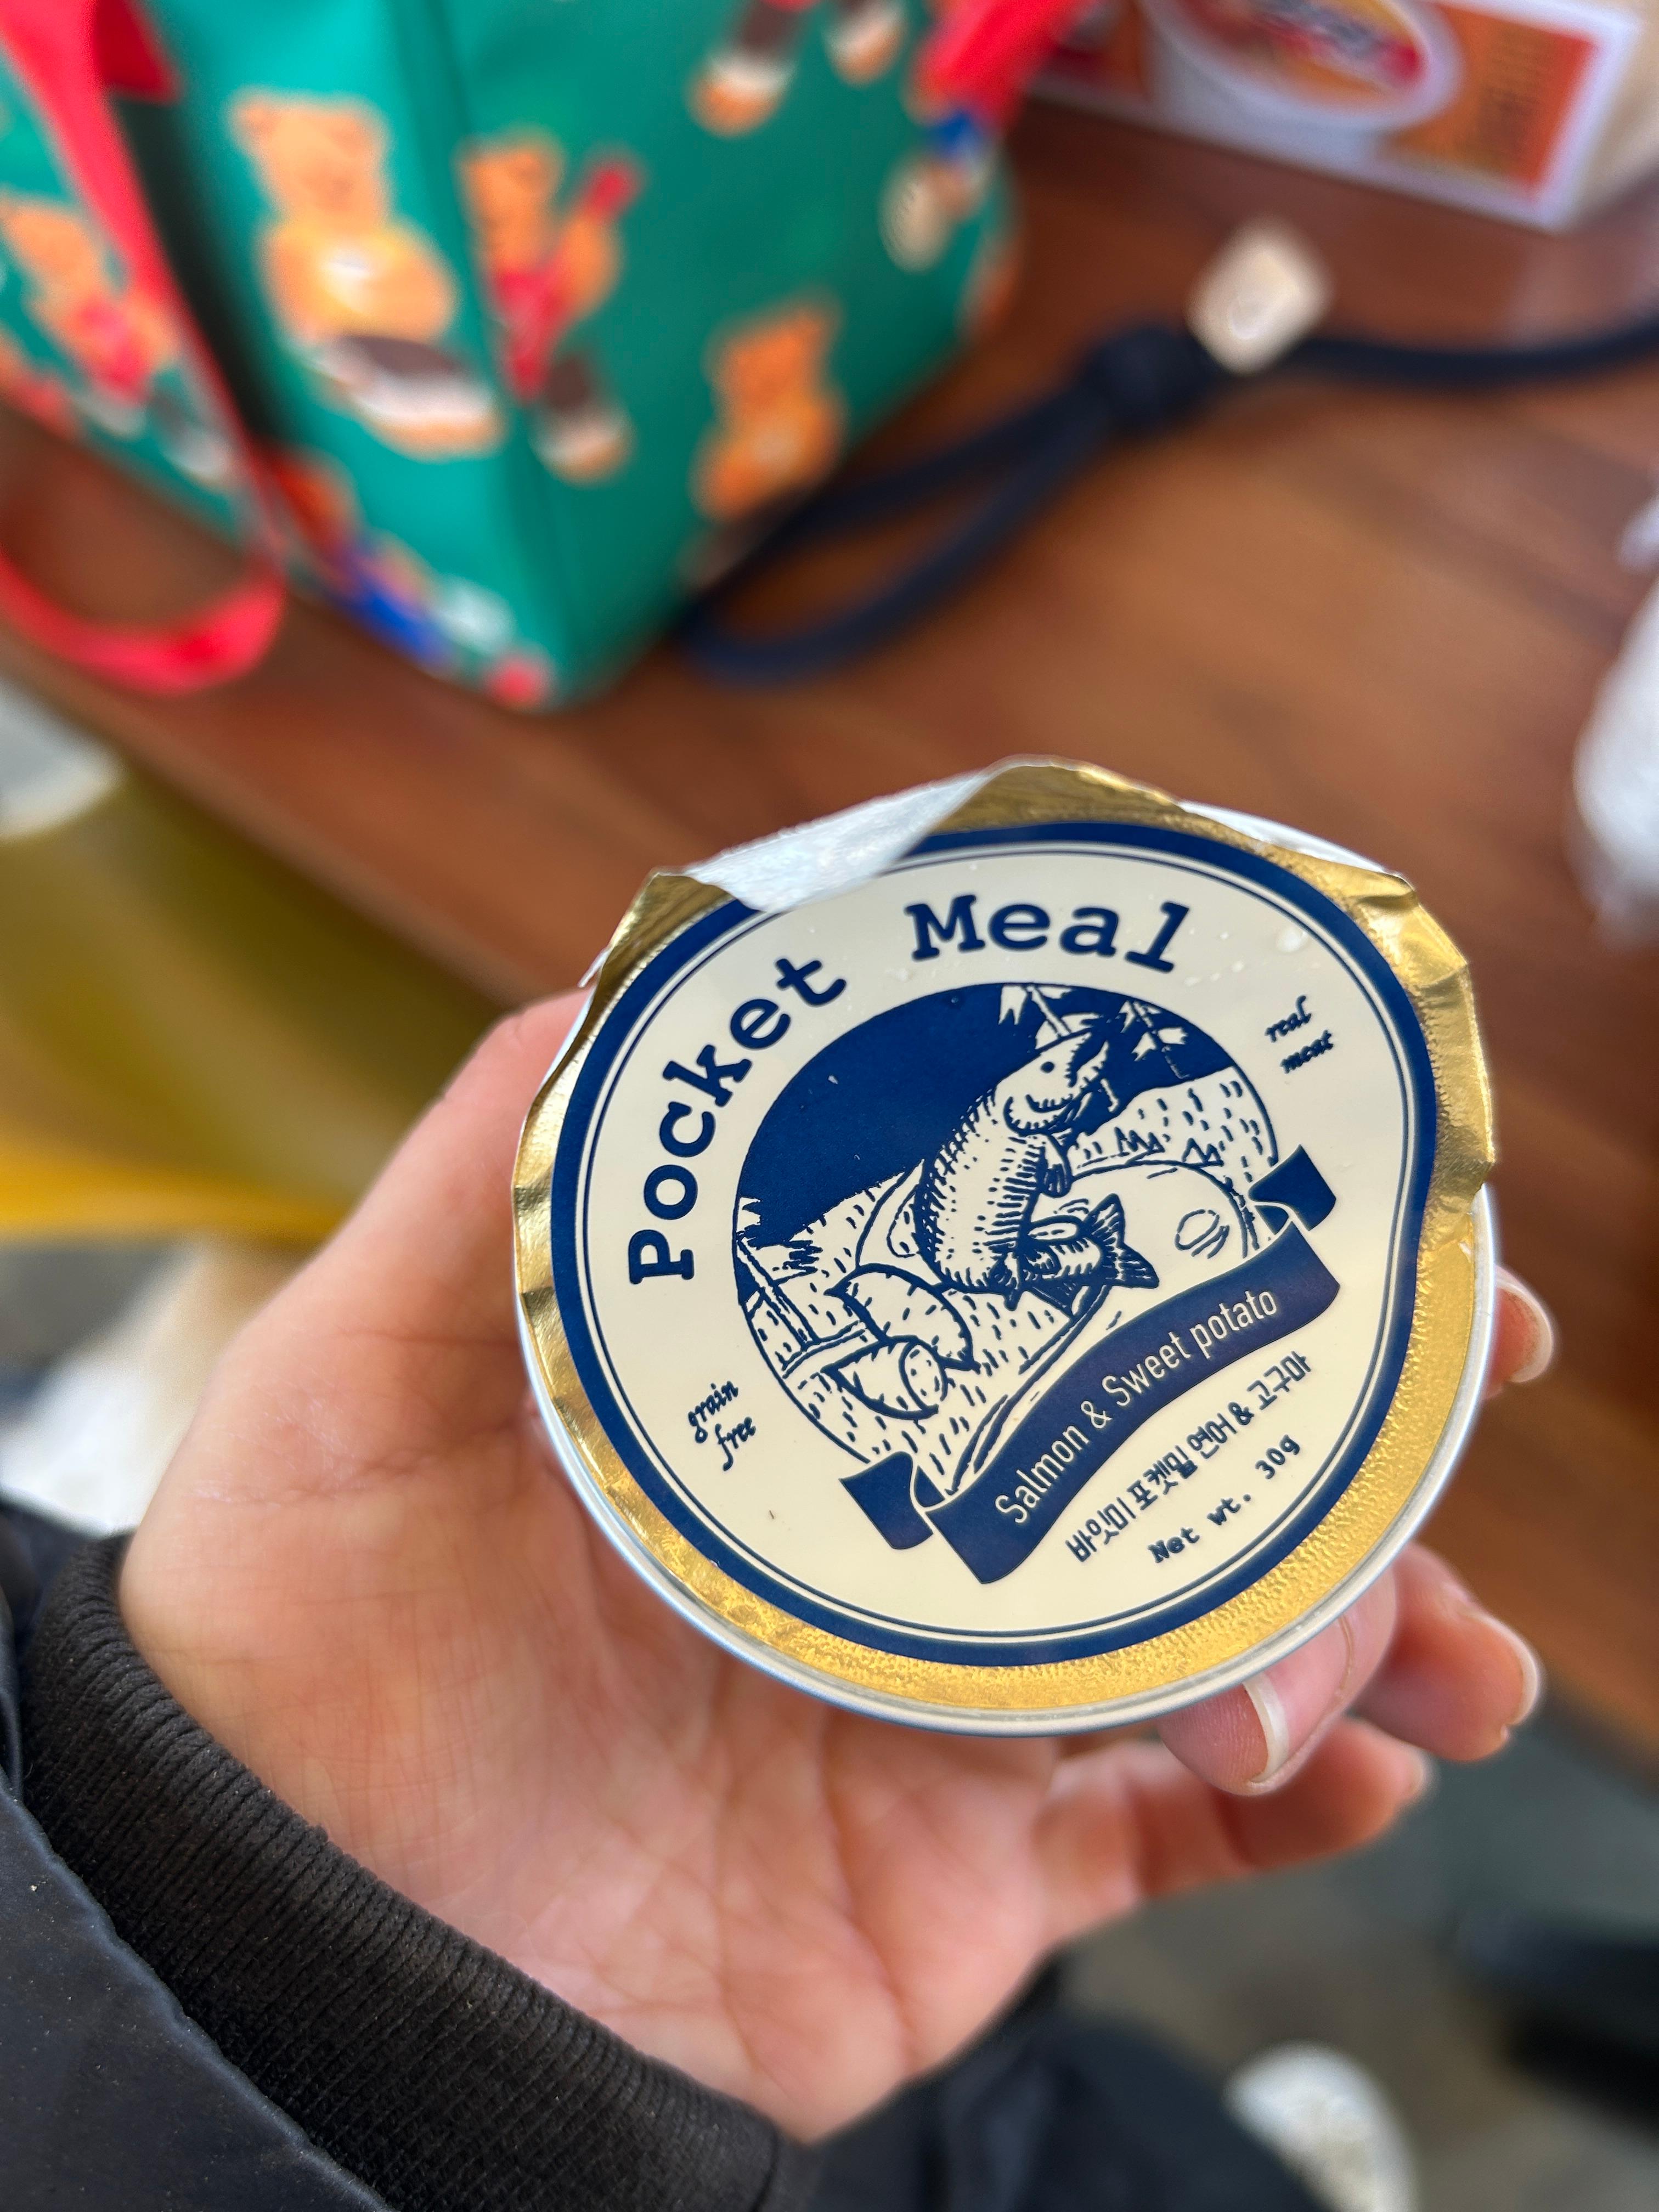 Pocket Meal
real
meat
grain
free
Salmon & Sweet potato
바잇미 포켓밀 연어 & 고구마
Net wt. 30g